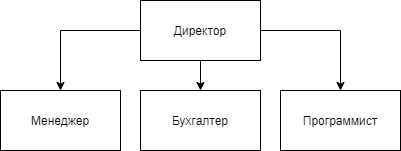 Директор
Менеджер
Бухгалтер
Программист